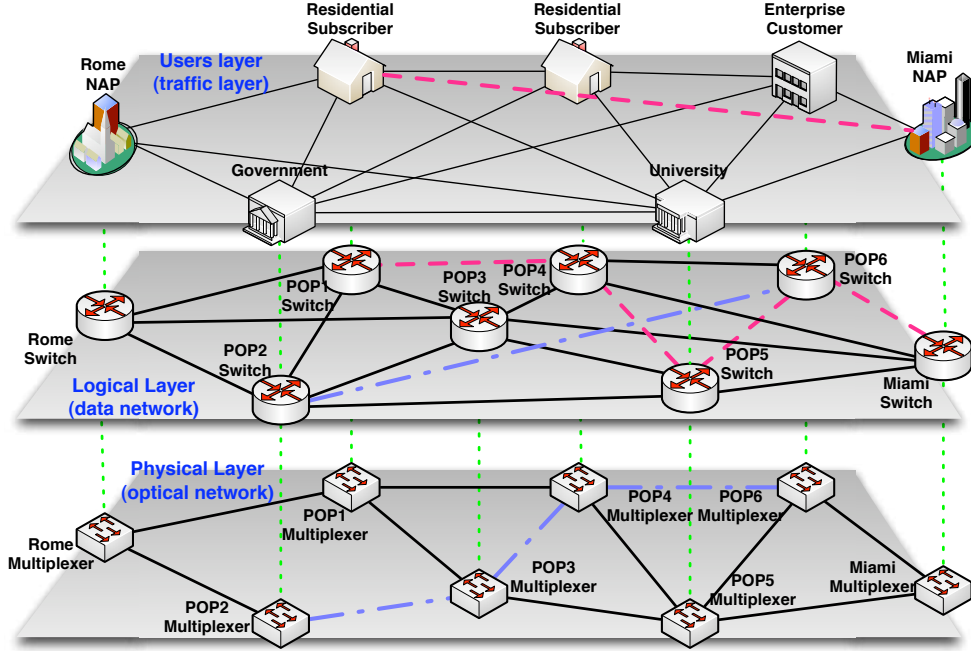 Residential
Subscriber
Residential
Subscriber
Enterprise
Customer
Rome
NAP
Users layer
(traffic layer)
Miami
NAP
Government
University
POP1
Switch
POP3
Switch
POP4
Switch
POP6
Switch
Rome
Switch
POP2
Switch
POP5
Switch
Miami
Switch
Logical Layer
(data network)
Physical Layer
(optical network)
POP1
Multiplexer
POP4
Multiplexer
POP6
Multiplexer
Rome
Multiplexer
POP2
Multiplexer
POP3
Multiplexer
POP5
Multiplexer
Miami
Multiplexer